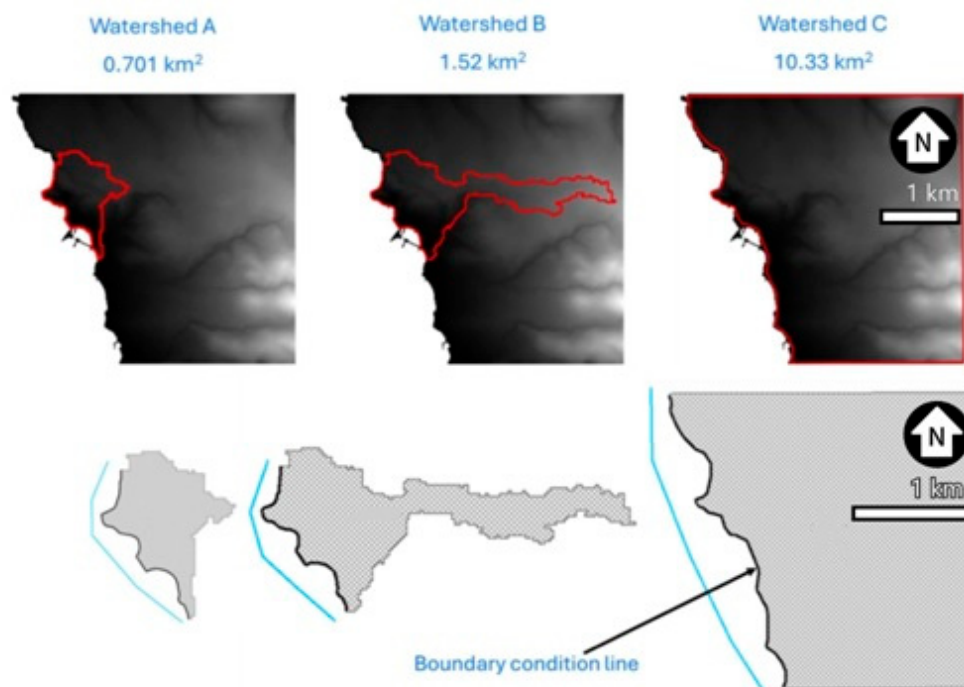 Watershed A
0.701 km²
Watershed B
1.52 km²
Watershed C
10.33 km²
N
1 km
N
1 km
Boundary condition line